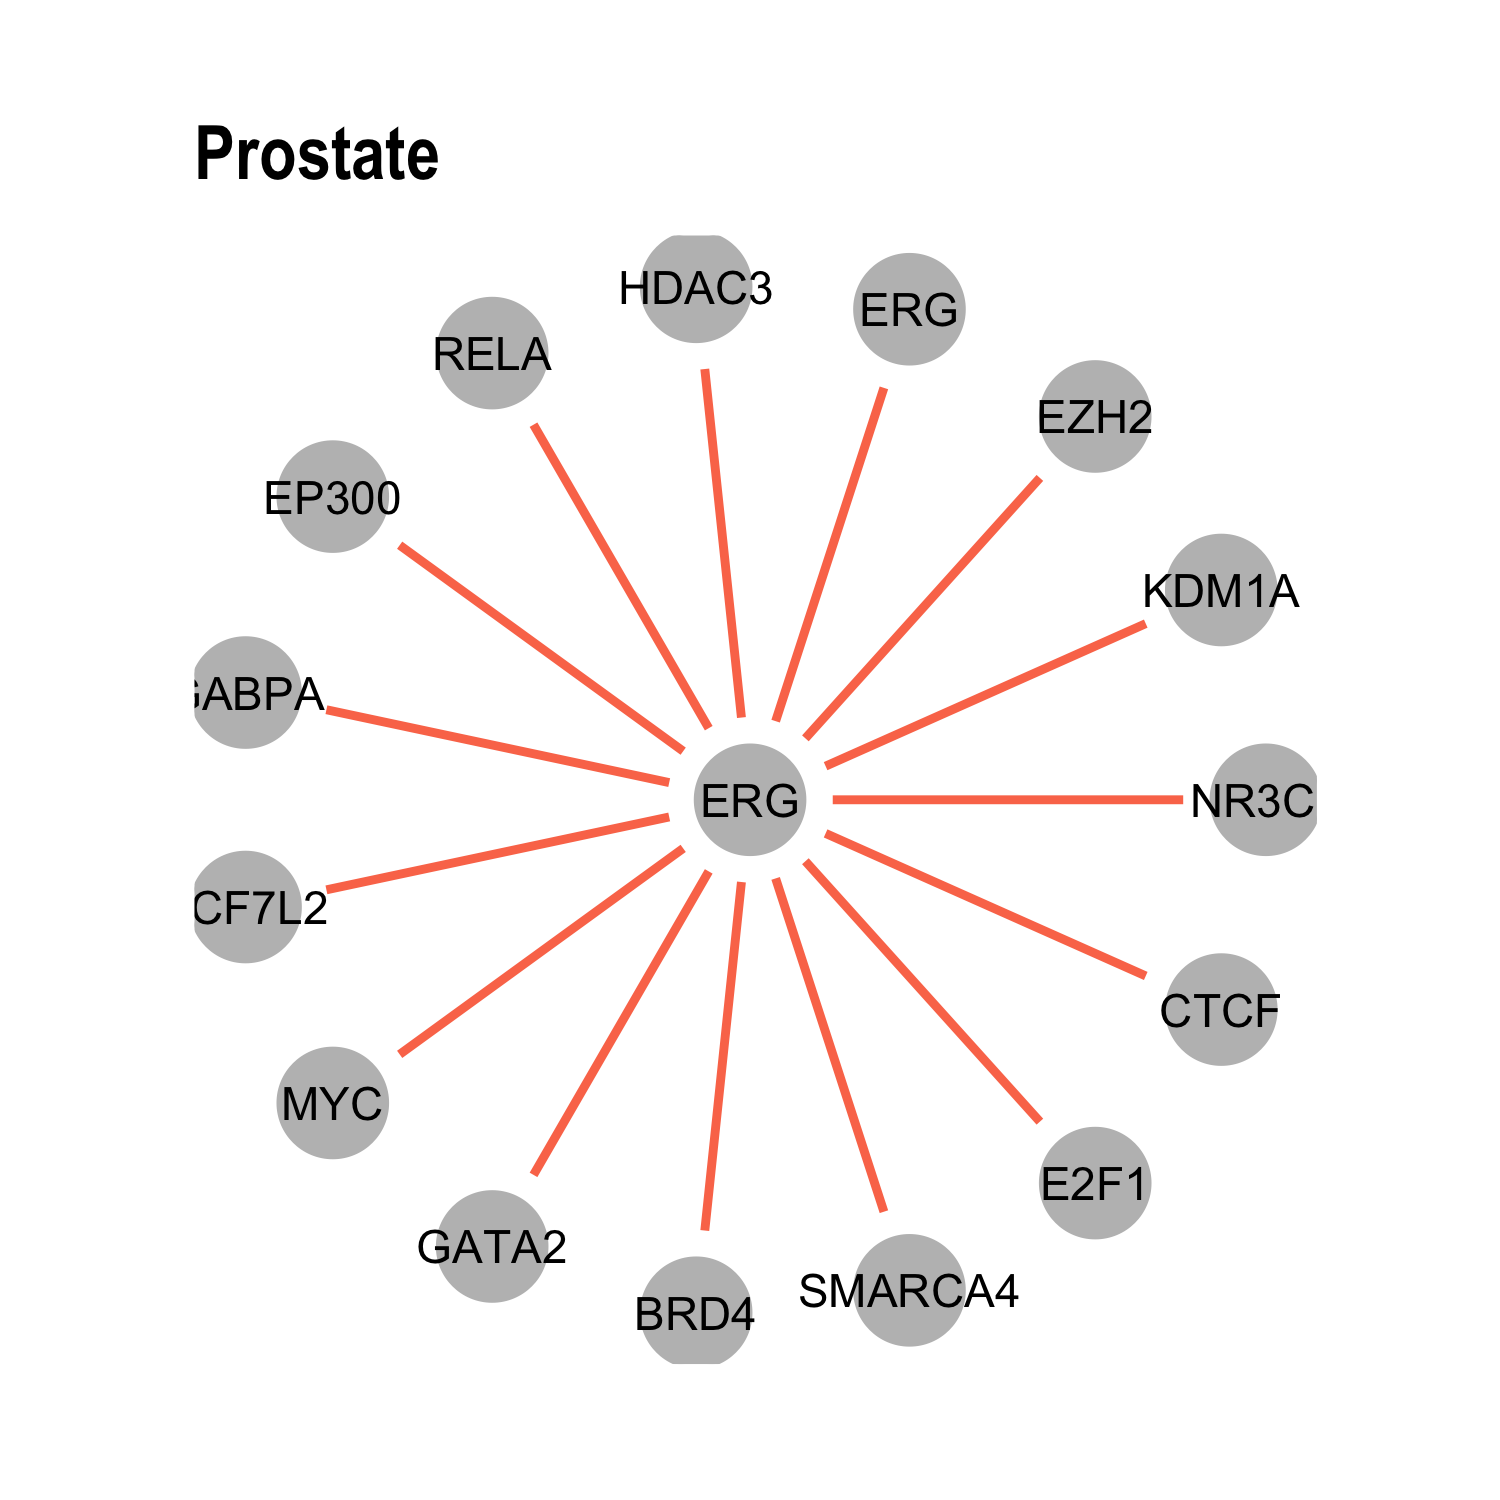 Prostate
HDAC3
ERG
RELA
EZH2
EP300
KDM1A
GABPA
ERG
NR3C
CF7L2
CTCF
MYC
E2F1
GATA2
SMARCA4
BRD4